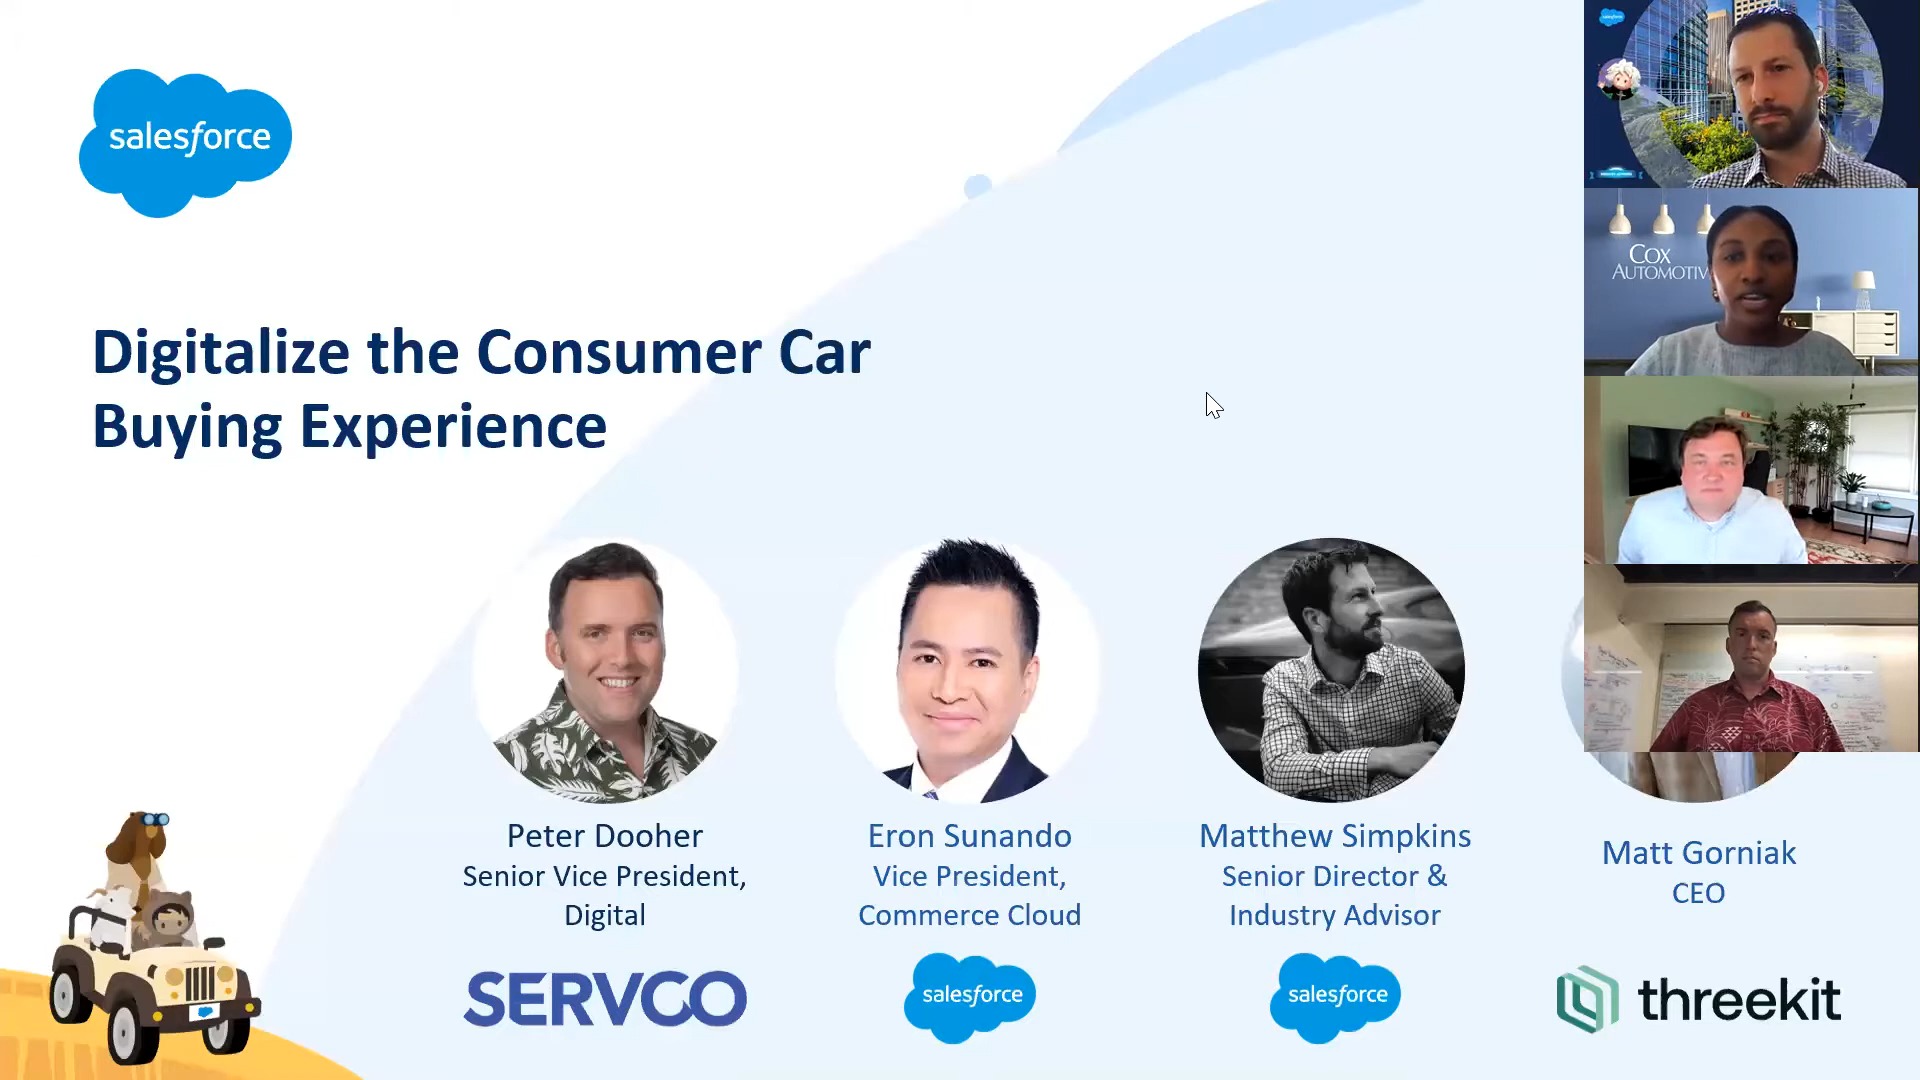 salesforce
Digitalize the Consumer Car
Buying Experience
Peter Dooher
Senior Vice President,
Digital
SERVCO
Eron Sunando
Vice President,
Commerce Cloud
salesforce
Matthew Simpkins
Senior Director &
Industry Advisor
salesforce
Matt Gorniak
CEO
threekit
salesforce
COX
AUTOMOTIV